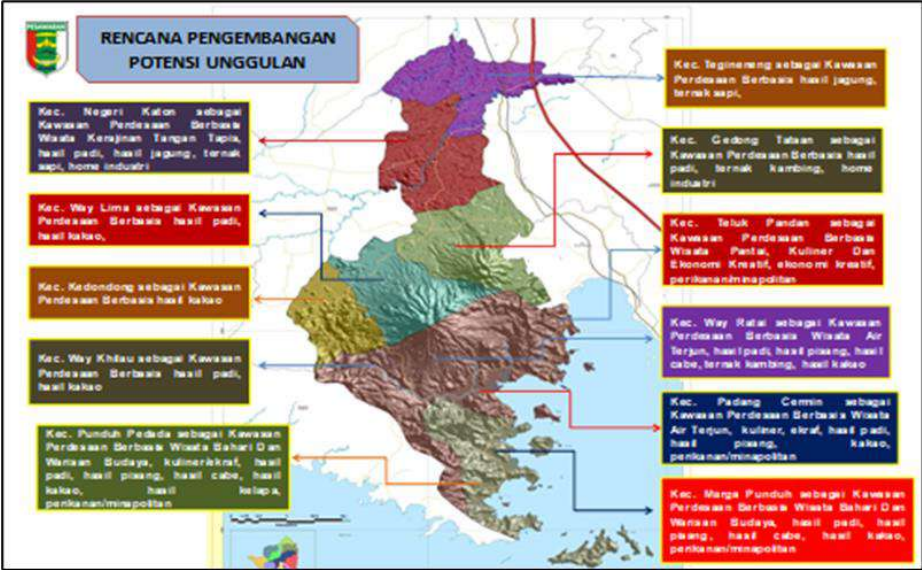 PESAWARAN
RENCANA PENGEMBANGAN
POTENSI UNGGULAN
Kec. Negeri Katon sebagai
Kawasan Perdesaan Berbasis
Wisata Kerajinan Tangan Tapis,
hasil padi, hasil jagung, ternak
sapi, home industri
Kec. Way Lima sebagai Kawasan
Perdesaan Berbasis hasil padi,
hasil kakao,
Kec. Kedondong sebagai Kawasan
Perdesaan Berbasis hasil kakao
Kec. Way Khilau sebagai Kawasan
Perdesaan Berbasis hasil padi,
hasil kakao
Kec. Punduh Pedada sebagai Kawasan
Perdesaan Berbasis Wisata Bahari Dan
Warisan Budaya, kuliner/ekraf, hasil
padi, hasil pisang, hasil cabe, hasil
kakao, hasil kelapa,
perikanan/minapolitan
Kec. Tegineneng sebagai Kawasan
Perdesaan Berbasis hasil jagung,
ternak sapi,
Kec. Gedong Tataan sebagai
Kawasan Perdesaan Berbasis hasil
padi, ternak kambing, home
industri
Kec. Teluk Pandan sebagai
Kawasan Perdesaan Berbasis
Wisata Pantai, Kuliner Dan
Ekonomi Kreatif, ekonomi kreatif,
perikanan/minapolitan
Kec. Way Ratai sebagai Kawasan
Perdesaan Berbasis Wisata Air
Terjun, hasil padi, hasil pisang, hasil
cabe, ternak kambing, hasil kakao
Kec. Padang Cermin sebagai
Kawasan Perdesaan Berbasis Wisata
Air Terjun, kuliner, ekraf, hasil padi,
hasil pisang, kakao,
perikanan/minapolitan
Kec. Marga Punduh sebagai Kawasan
Perdesaan Berbasis Wisata Bahari Dan
Warisan Budaya, hasil padi, hasil
pisang, hasil cabe, hasil kakao,
perikanan/minapolitan